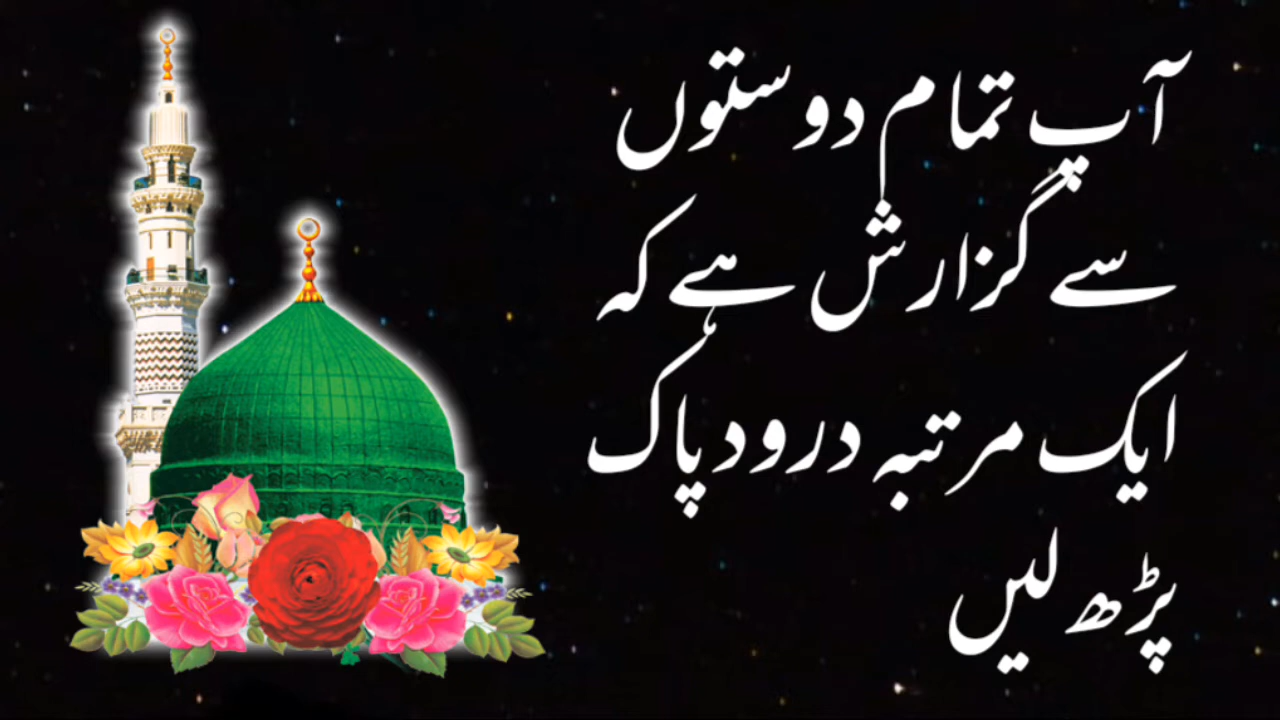 آپ تمام دوستوں
سے گزارش ہے کہ
ایک مرتبہ درود پاک
پڑھ لیں